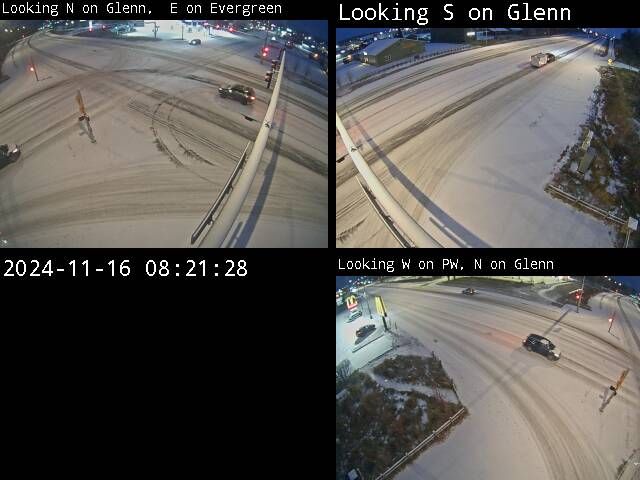 Looking N on Glenn, E on Evergreen
Looking S on Glenn
2024-11-16 08:21:28
Looking W on PW, N on Glenn